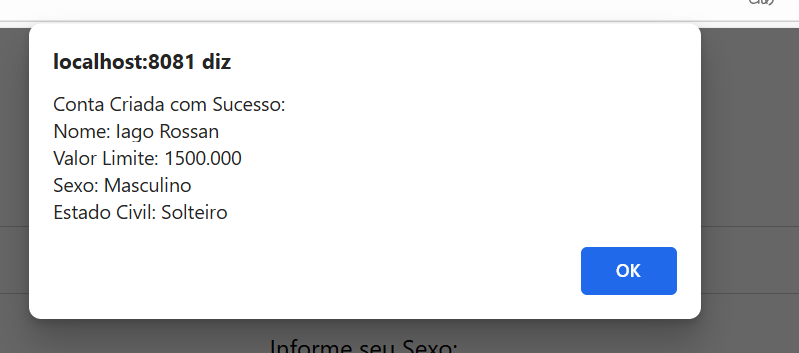 localhost:8081 diz
Conta Criada com Sucesso:
Nome: Iago Rossan
Valor Limite: 1500.000
Sexo: Masculino
Estado Civil: Solteiro
OK
Informe seu Sexo: